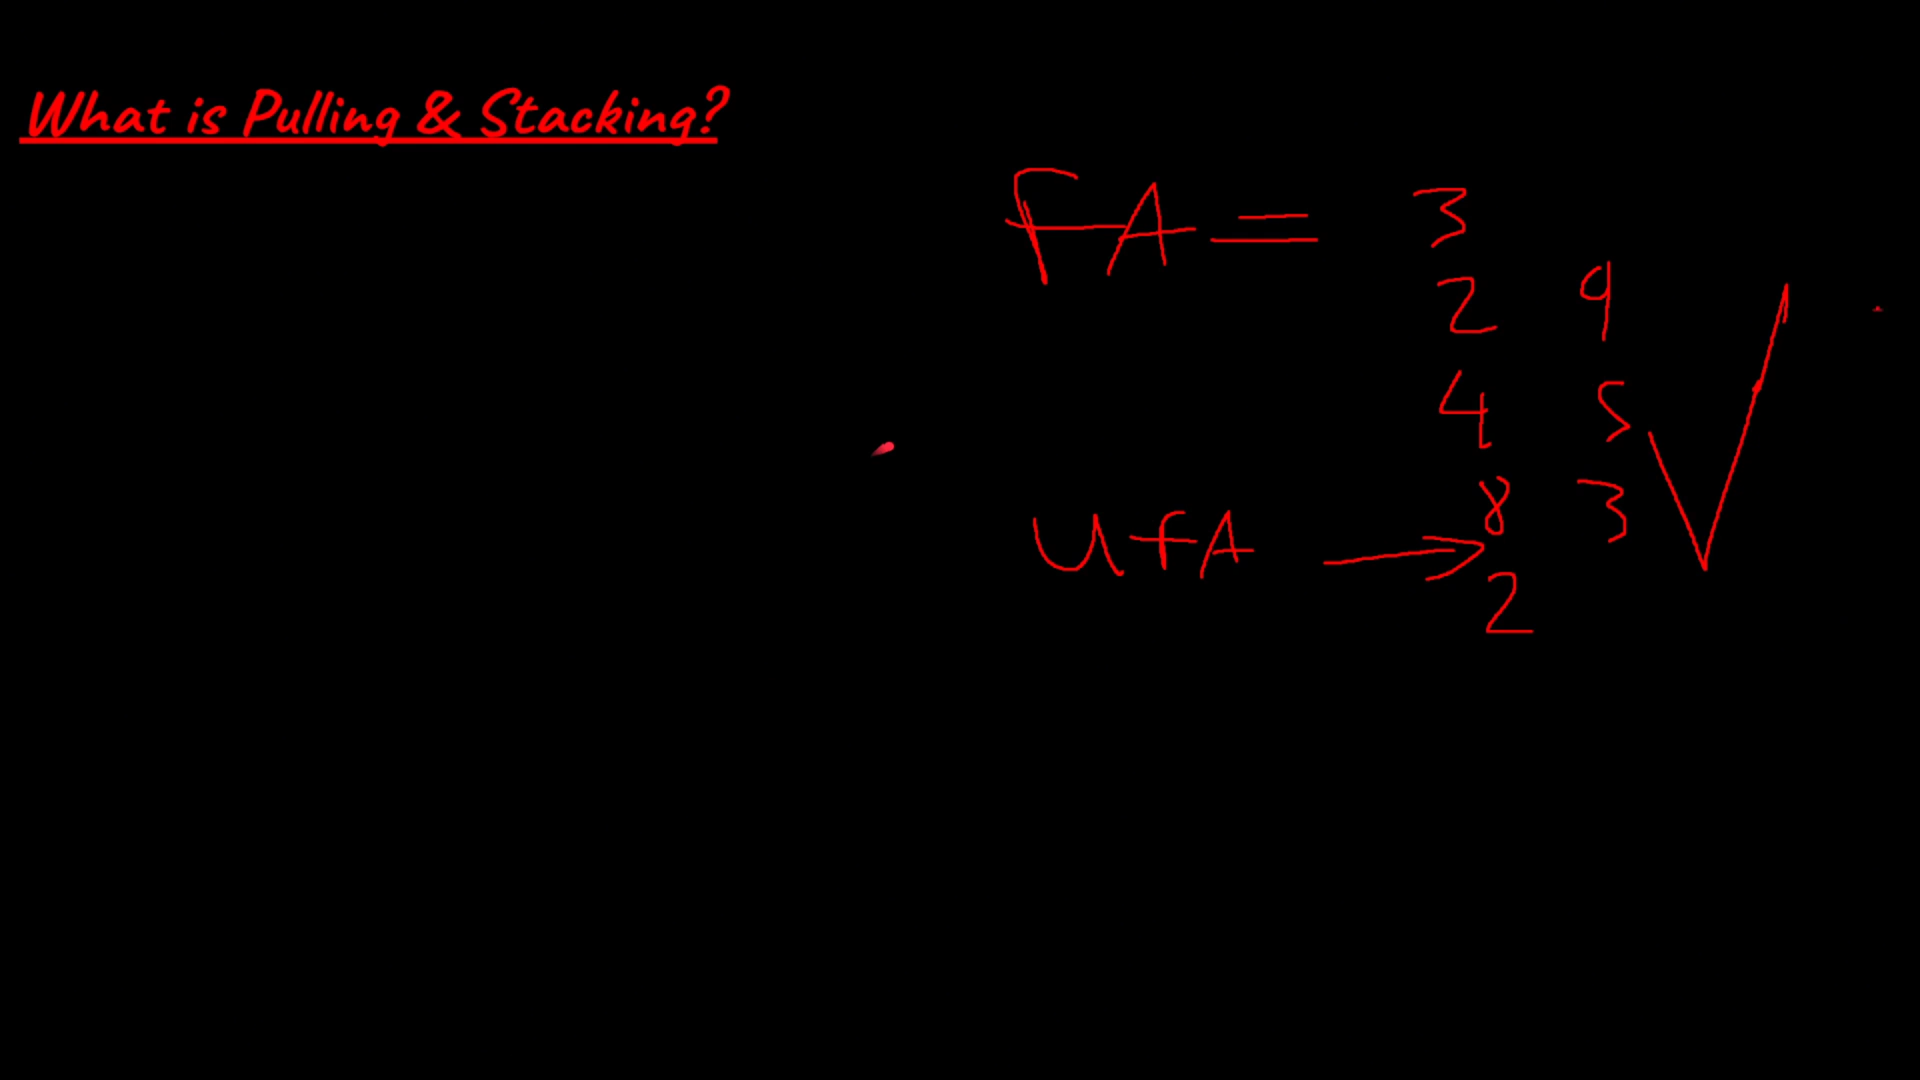 What is Pulling & Stacking?
FA = 3
2 9
4 5
8 3
UfA →
2